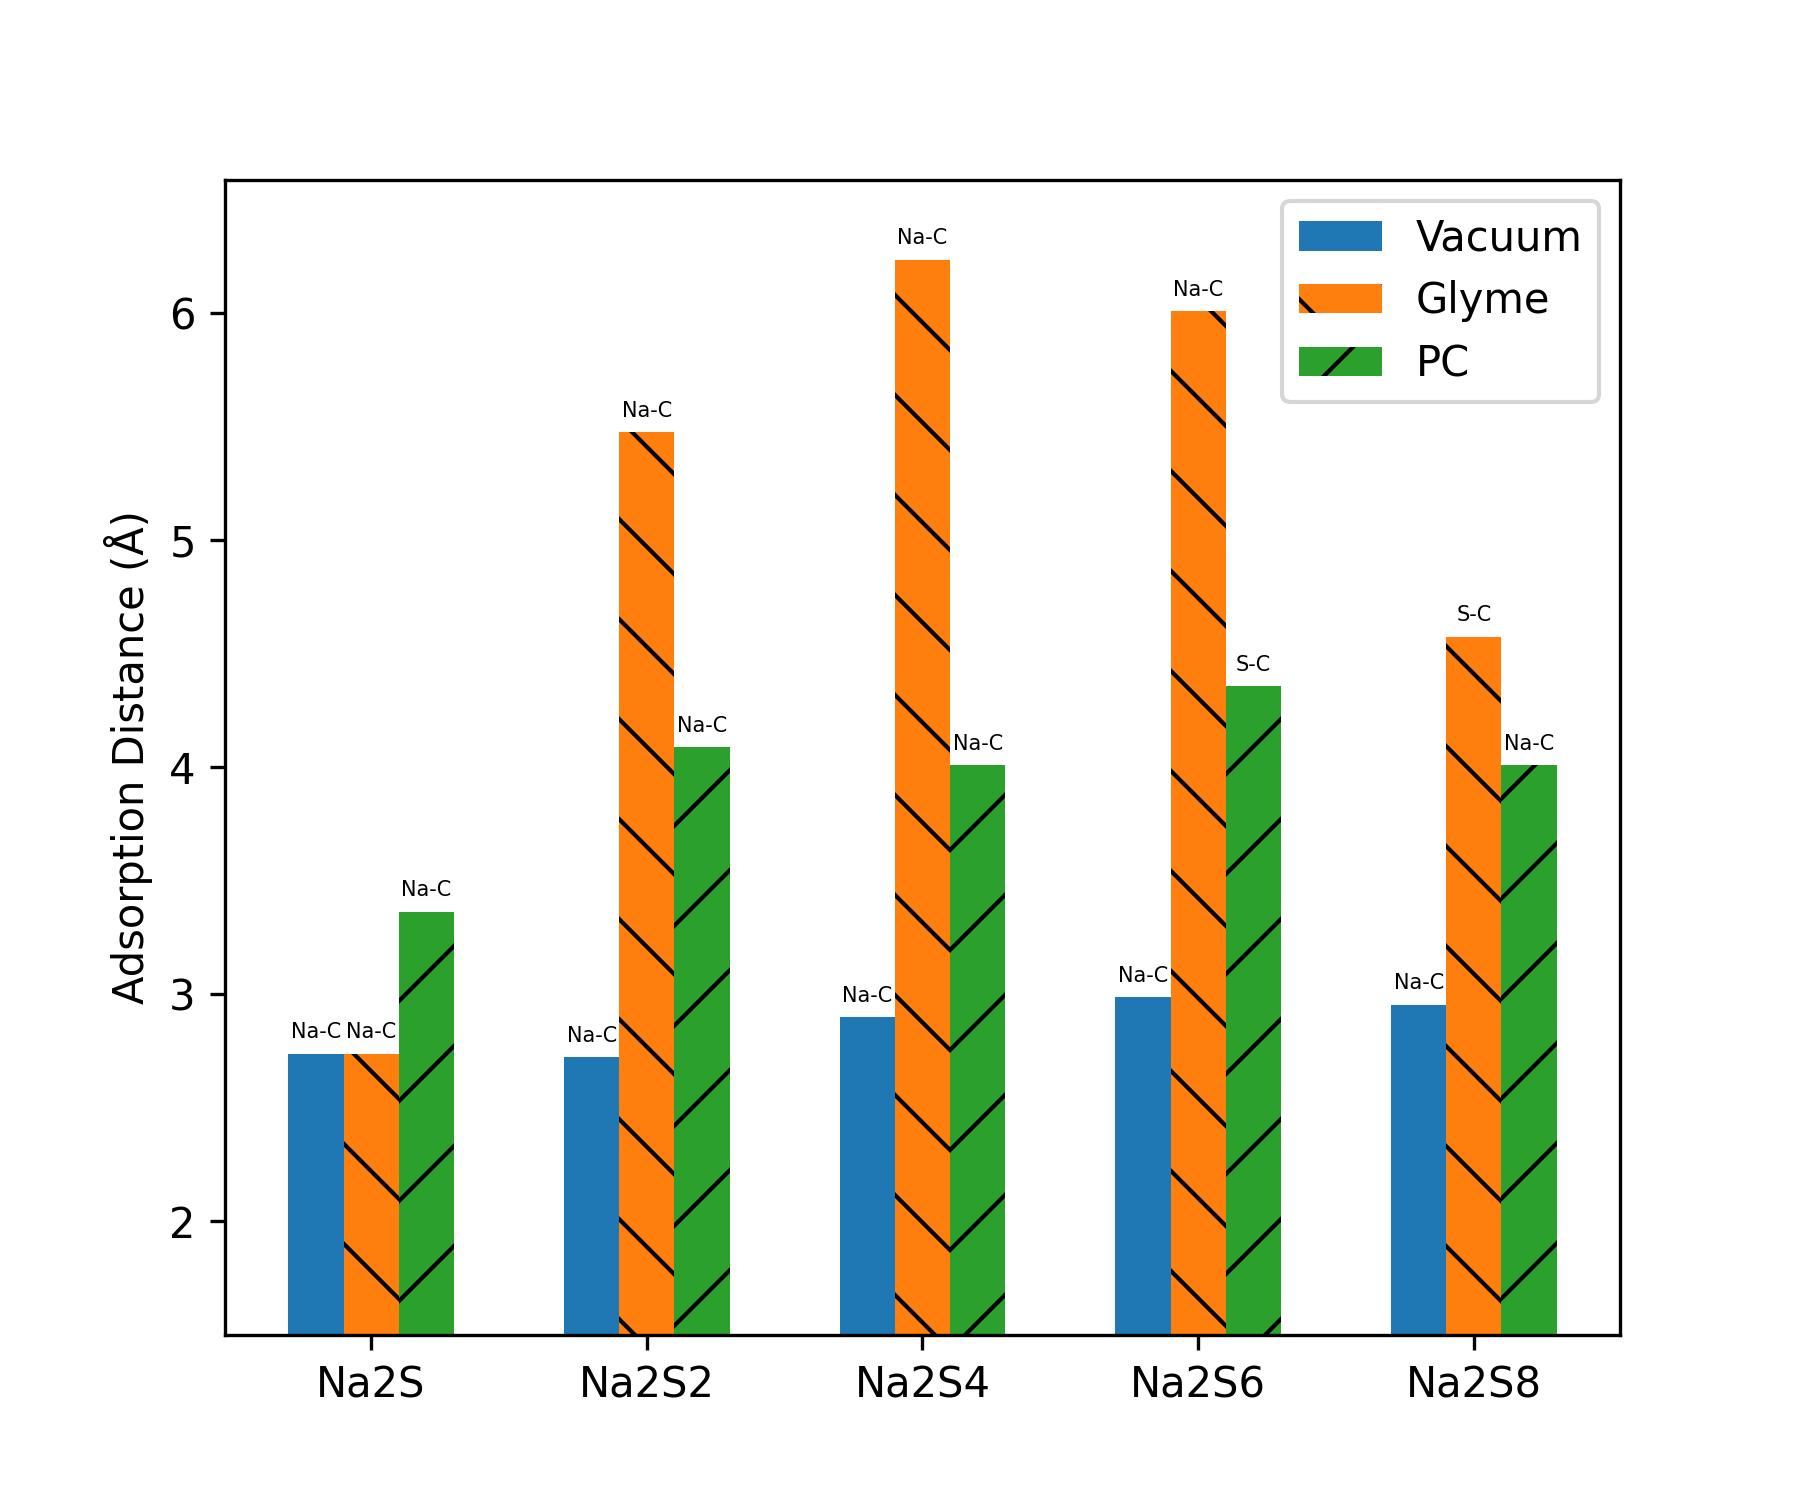 Vacuum
Glyme
PC
Adsorption Distance (Å)
6
5
4
3
2
Na-C Na-C Na-C
Na-C Na-C Na-C
Na-C Na-C Na-C
Na-C Na-C S-C
Na-C S-C Na-C
Na2S Na2S2 Na2S4 Na2S6 Na2S8